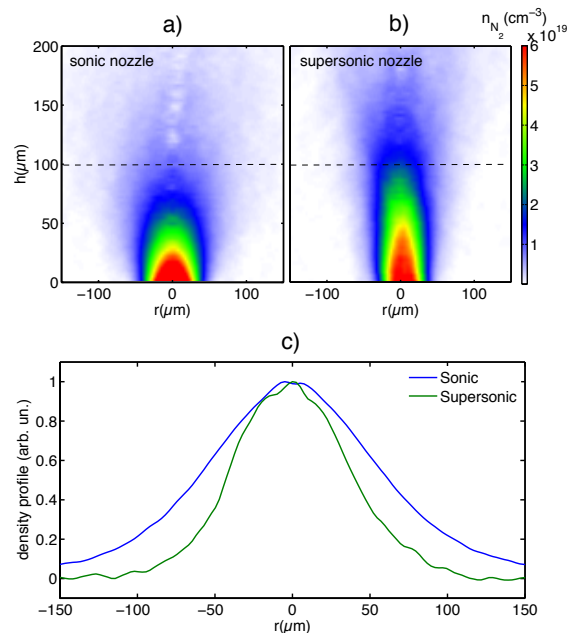 a)
b)
n_N₂ (cm⁻³)
× 10¹⁹
sonic nozzle
supersonic nozzle
200
150
100
50
0
h(µm)
−100 0 100
r(µm)
−100 0 100
r(µm)
6
5
4
3
2
1
c)
Sonic
Supersonic
1
0.8
0.6
0.4
0.2
0
density profile (arb. un.)
−150 −100 −50 0 50 100 150
r(µm)